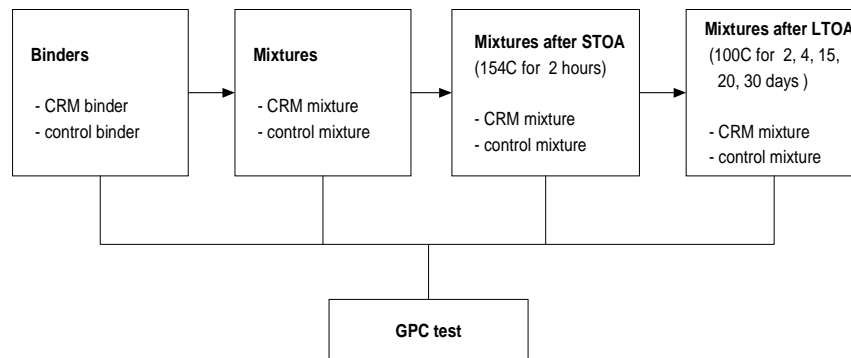 Binders
- CRM binder
- control binder
Mixtures
- CRM mixture
- control mixture
Mixtures after STOA
(154C for 2 hours)
- CRM mixture
- control mixture
Mixtures after LTOA
(100C for 2, 4, 15,
20, 30 days )
- CRM mixture
- control mixture
GPC test